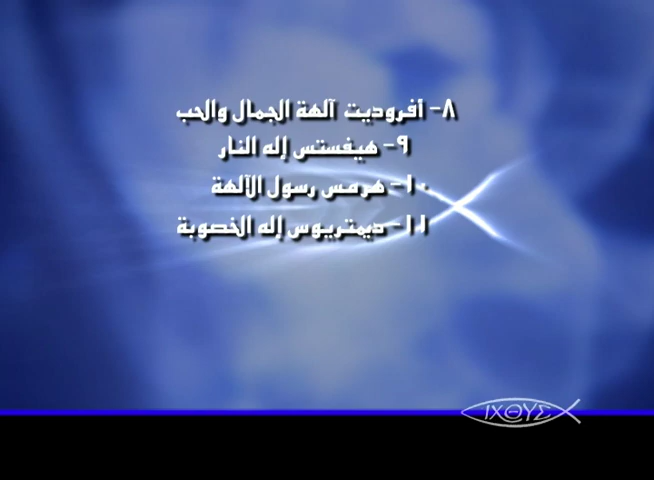 ٨- أفروديت آلهة الجمال والحب
٩- هيفستس إله النار
١٠- هرمس رسول الآلهة
١١- ديمتريوس إله الخصوبة
ΙΧΘΥΣ